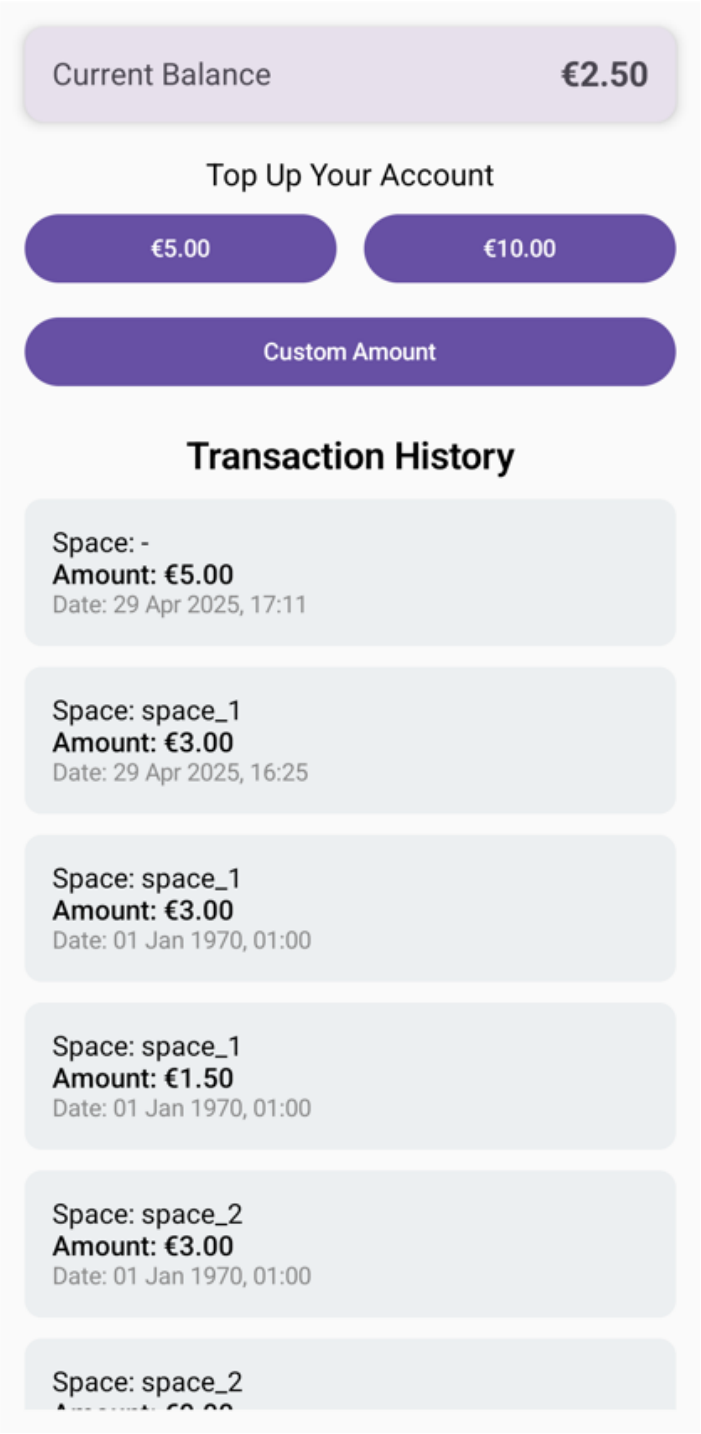 Current Balance €2.50
Top Up Your Account
€5.00 €10.00
Custom Amount
Transaction History
Space: -
Amount: €5.00
Date: 29 Apr 2025, 17:11
Space: space_1
Amount: €3.00
Date: 29 Apr 2025, 16:25
Space: space_1
Amount: €3.00
Date: 01 Jan 1970, 01:00
Space: space_1
Amount: €1.50
Date: 01 Jan 1970, 01:00
Space: space_2
Amount: €3.00
Date: 01 Jan 1970, 01:00
Space: space_2
Amount: